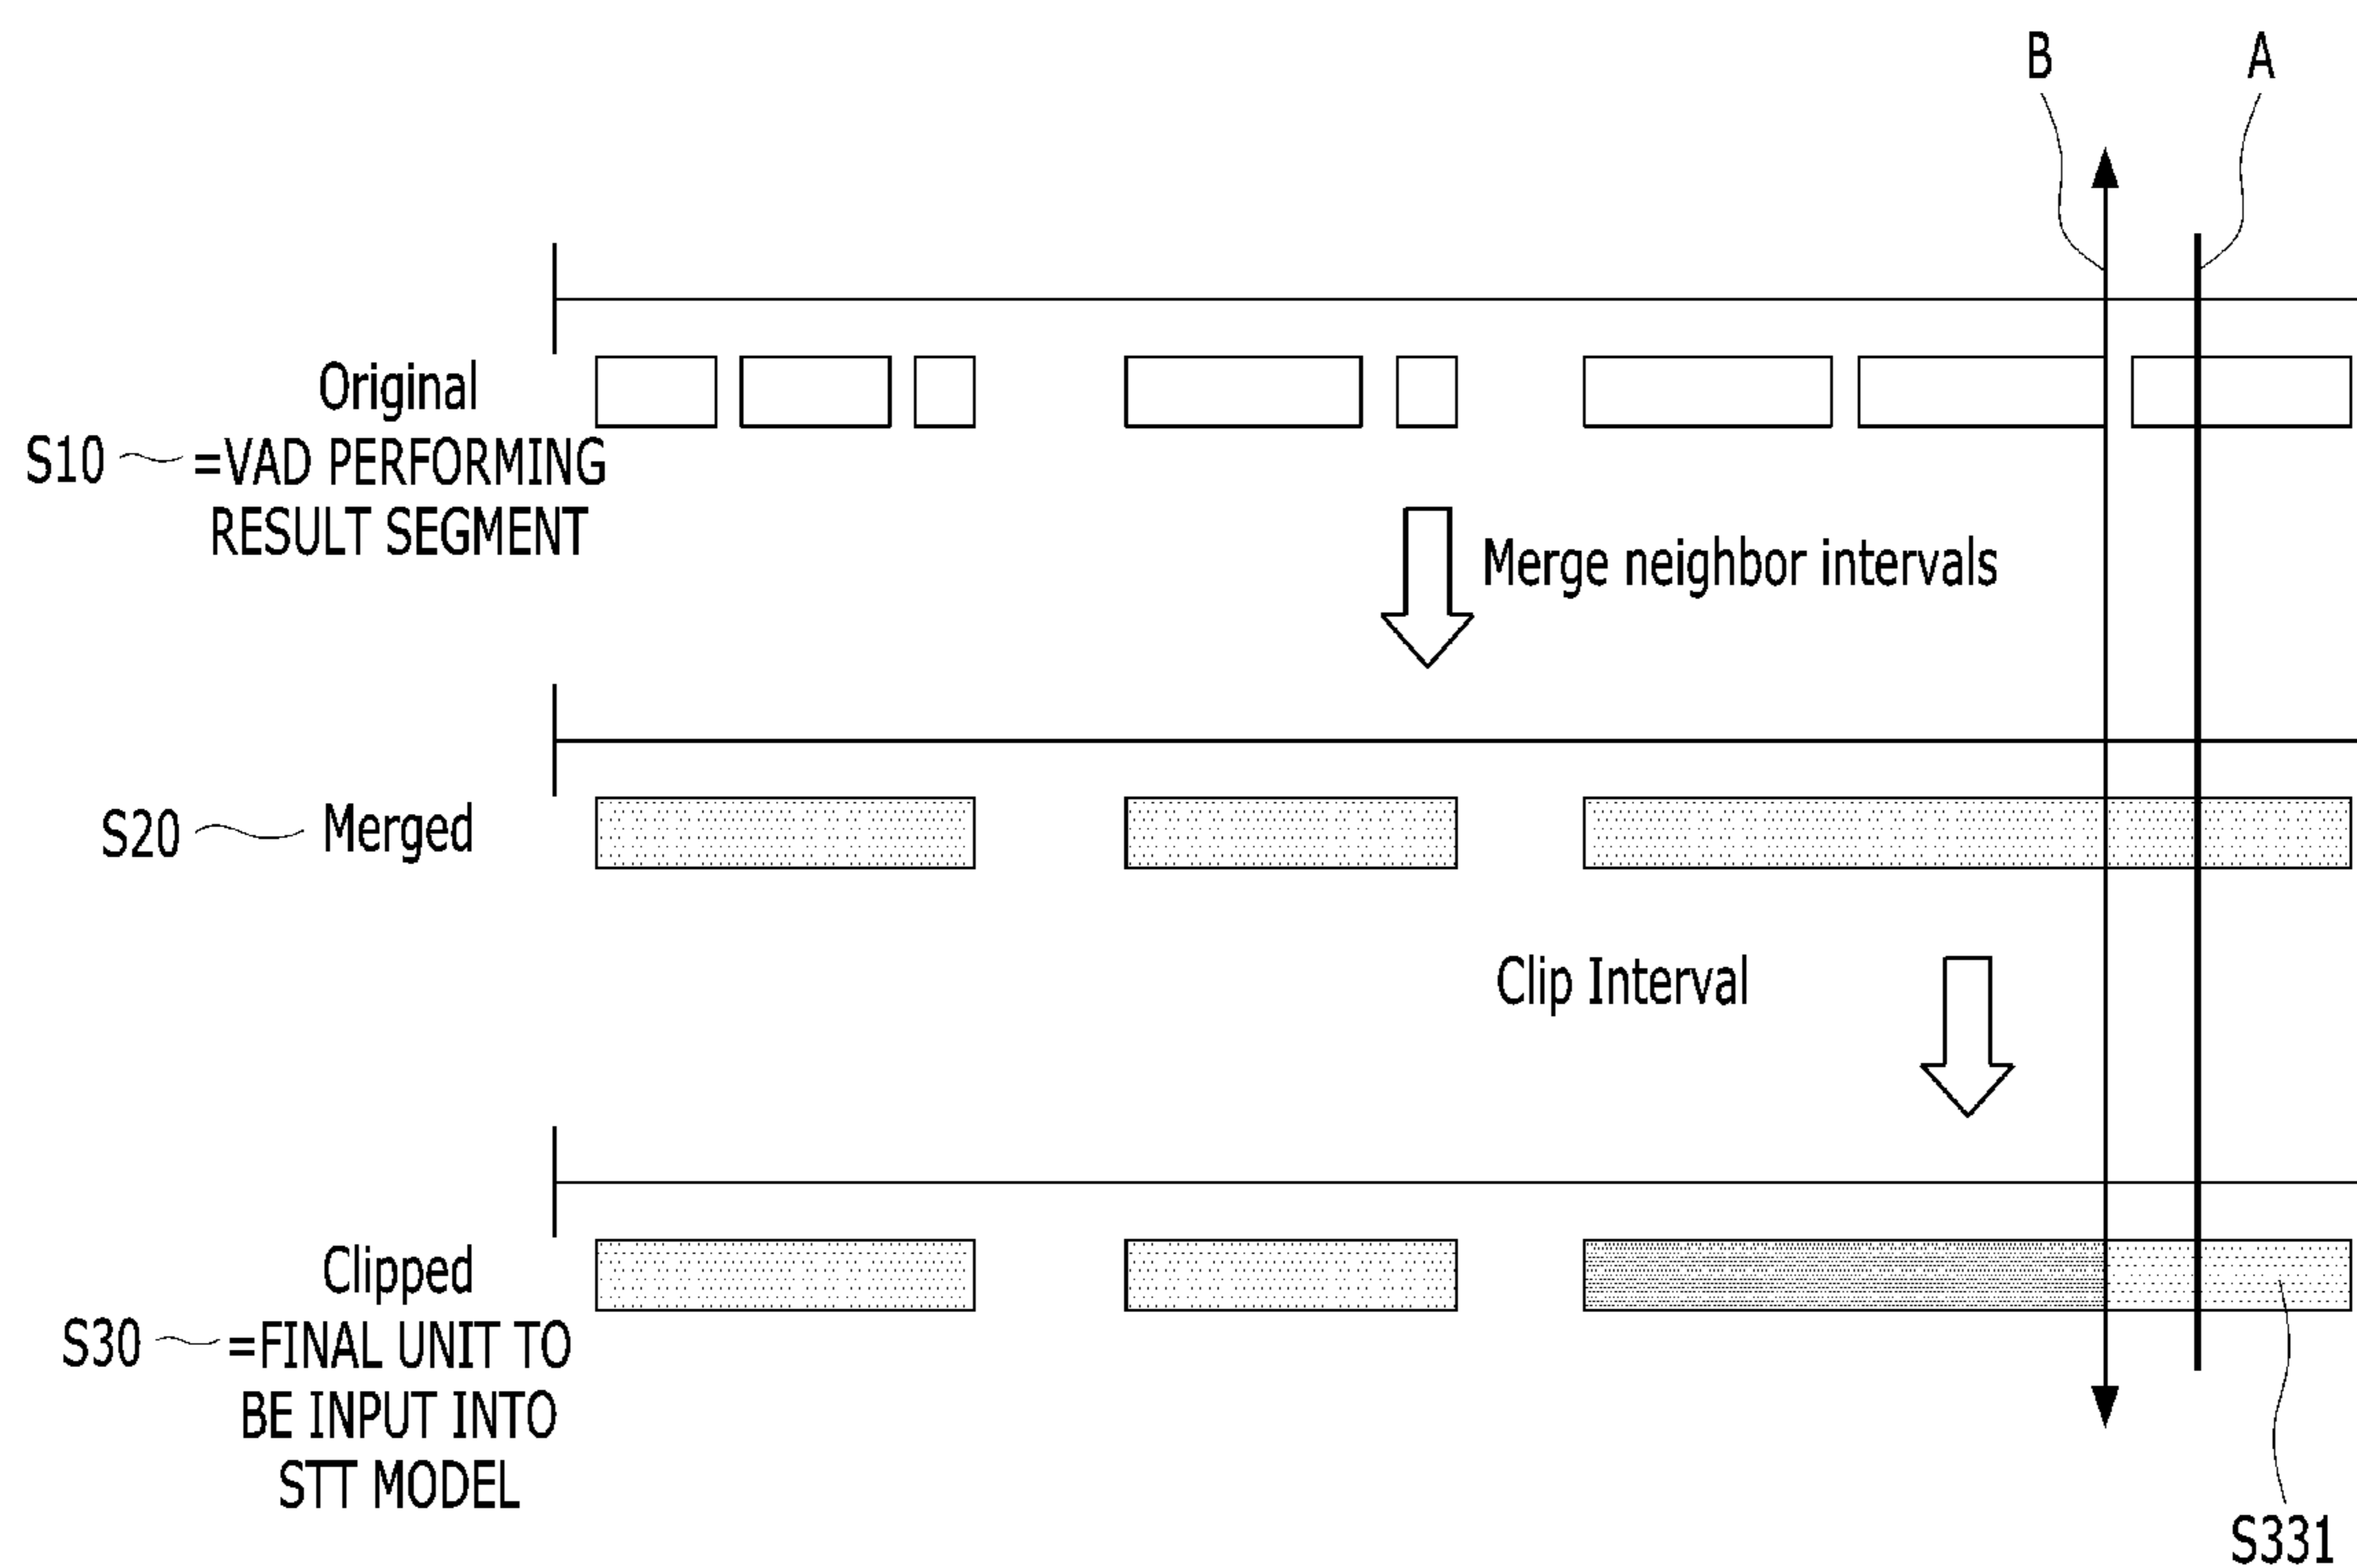 B
A
Original
S10
=VAD PERFORMING
RESULT SEGMENT
Merge neighbor intervals
S20
Merged
Clip Interval
Clipped
S30
=FINAL UNIT TO
BE INPUT INTO
STT MODEL
S331